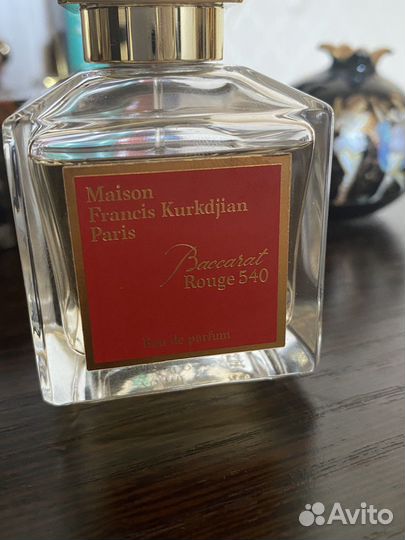 Maison
Francis Kurkdjian
Paris
Baccarat
Rouge 540
Eau de parfum
Avito